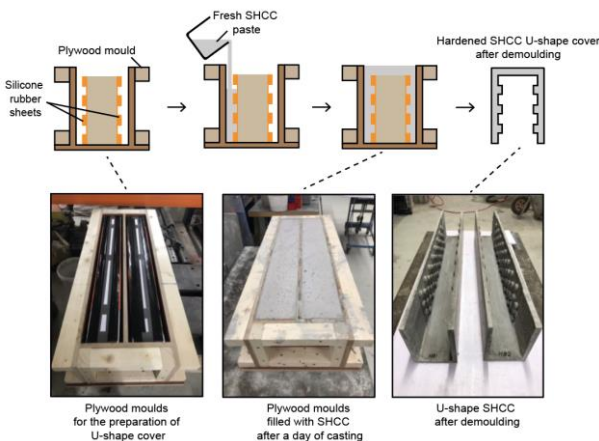 Fresh SHCC
paste
Plywood mould
Hardened SHCC U-shape cover
after demoulding
Silicone
rubber
sheets
Plywood moulds
for the preparation of
U-shape cover
Plywood moulds
filled with SHCC
after a day of casting
U-shape SHCC
after demoulding